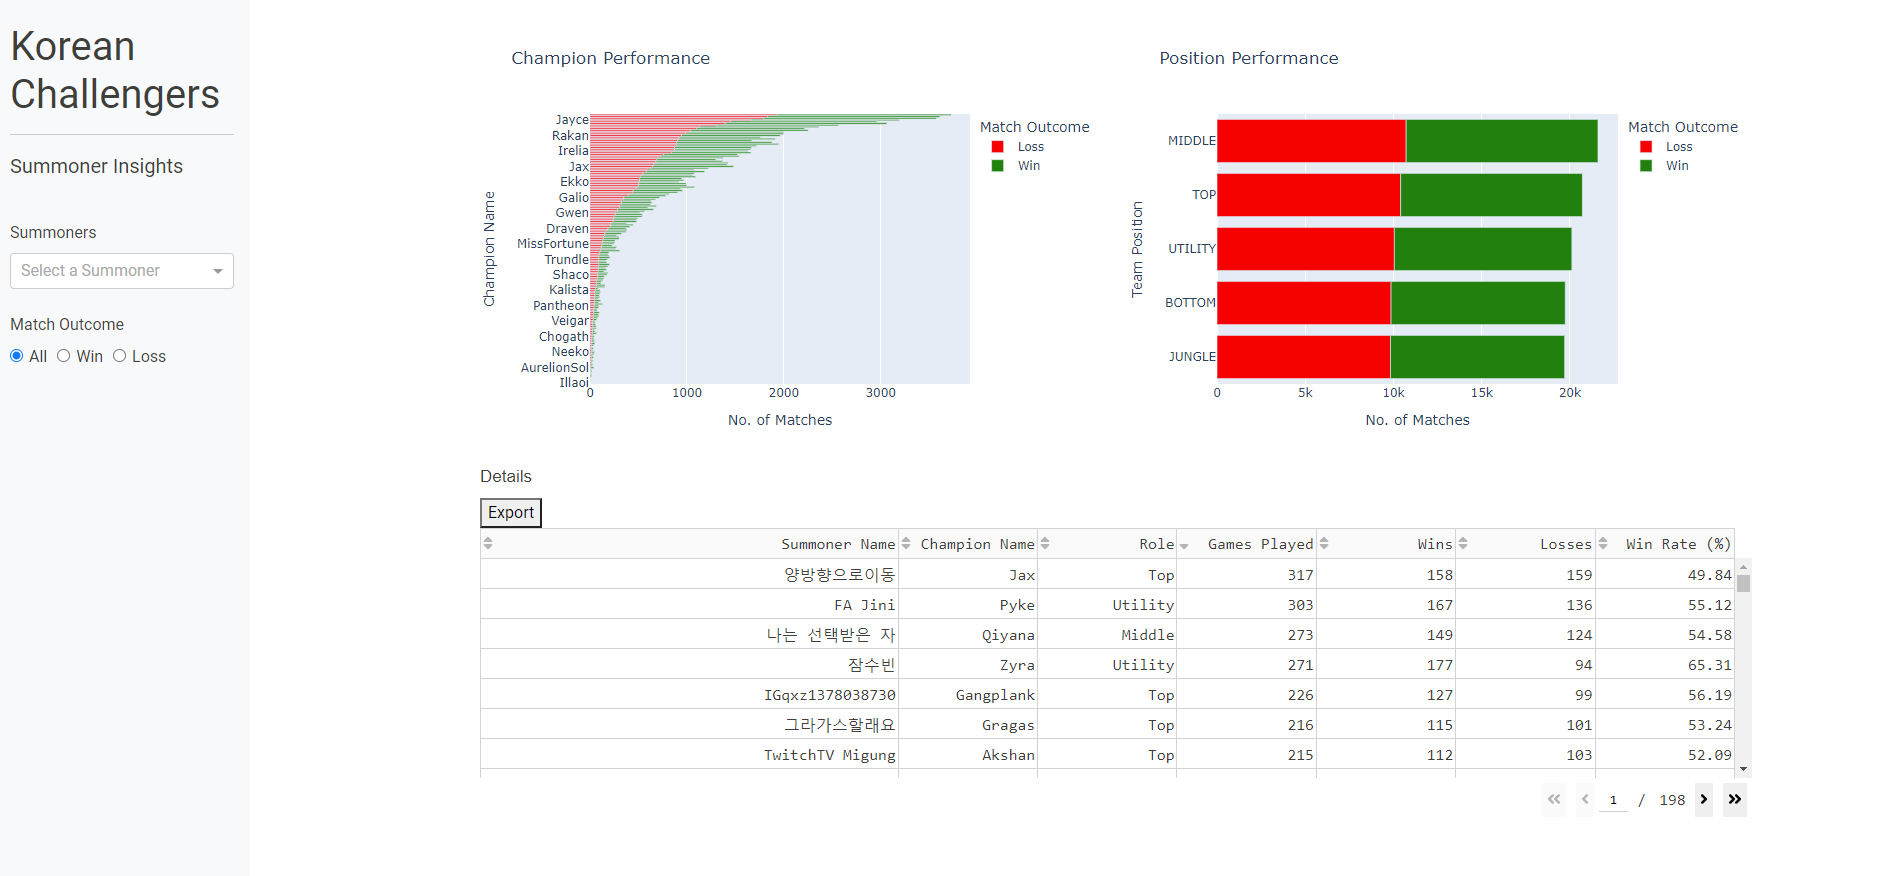 Korean
Challengers
Summoner Insights
Summoners
Select a Summoner
Match Outcome
All Win Loss
Champion Performance
Champion Name
Jayce
Rakan
Irelia
Jax
Ekko
Galio
Gwen
Draven
MissFortune
Trundle
Shaco
Kalista
Pantheon
Veigar
Chogath
Neeko
AurelionSol
Illaoi
0 1000 2000 3000
No. of Matches
Match Outcome
Loss
Win
Position Performance
Team Position
MIDDLE
TOP
UTILITY
BOTTOM
JUNGLE
0 5k 10k 15k 20k
No. of Matches
Match Outcome
Loss
Win
Details
Export
Summoner Name Champion Name Role Games Played Wins Losses Win Rate (%)
양방향으로이동 Jax Top 317 158 159 49.84
FA Jini Pyke Utility 303 167 136 55.12
나는 선택받은 자 Qiyana Middle 273 149 124 54.58
잠수빈 Zyra Utility 271 177 94 65.31
IGqxz1378038730 Gangplank Top 226 127 99 56.19
그라가스할래요 Gragas Top 216 115 101 53.24
TwitchTV Migung Akshan Top 215 112 103 52.09
1 / 198